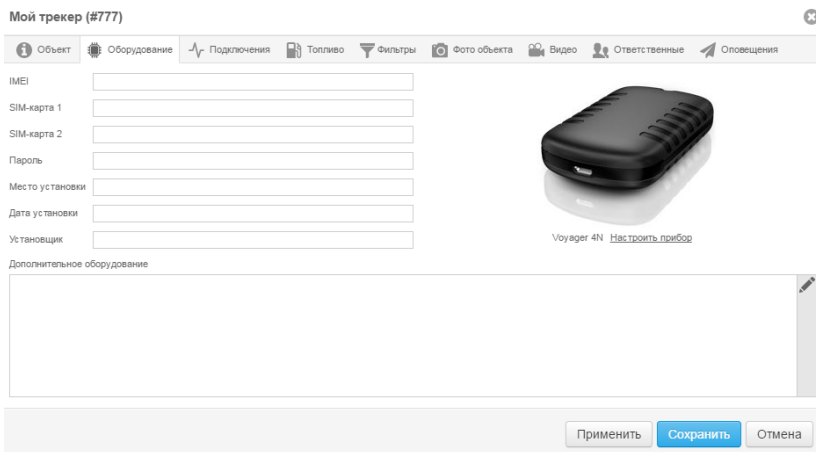 Мой трекер (#777)
Объект Оборудование Подключения Топливо Фильтры Фото объекта Видео Ответственные Оповещения
IMEI
SIM-карта 1
SIM-карта 2
Пароль
Место установки
Дата установки
Установщик
Voyager 4N Настроить прибор
Дополнительное оборудование
Применить Сохранить Отмена